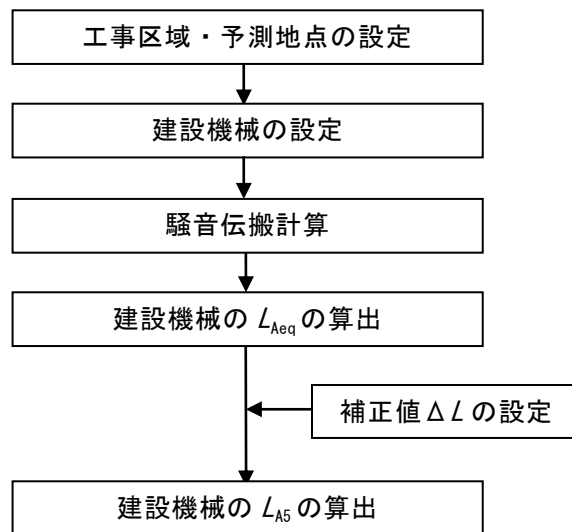 工事区域・予測地点の設定
建設機械の設定
騒音伝搬計算
建設機械の LAeq の算出
補正値ΔL の設定
建設機械の LA5 の算出